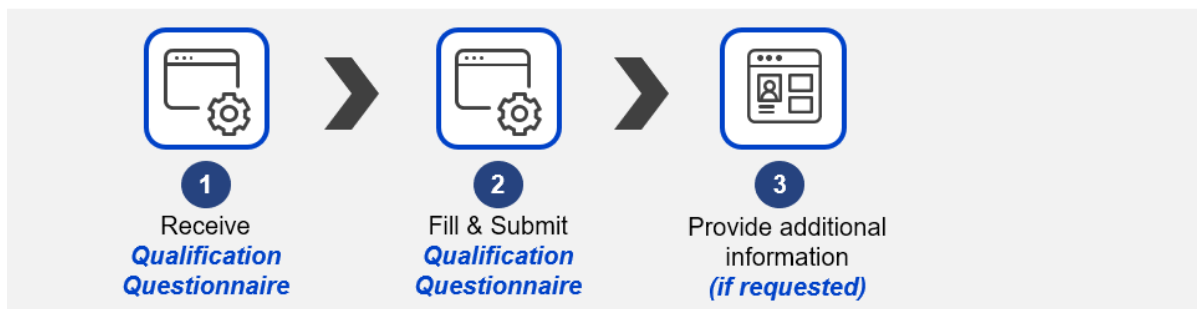 1
Receive
Qualification
Questionnaire
2
Fill & Submit
Qualification
Questionnaire
3
Provide additional
information
(if requested)